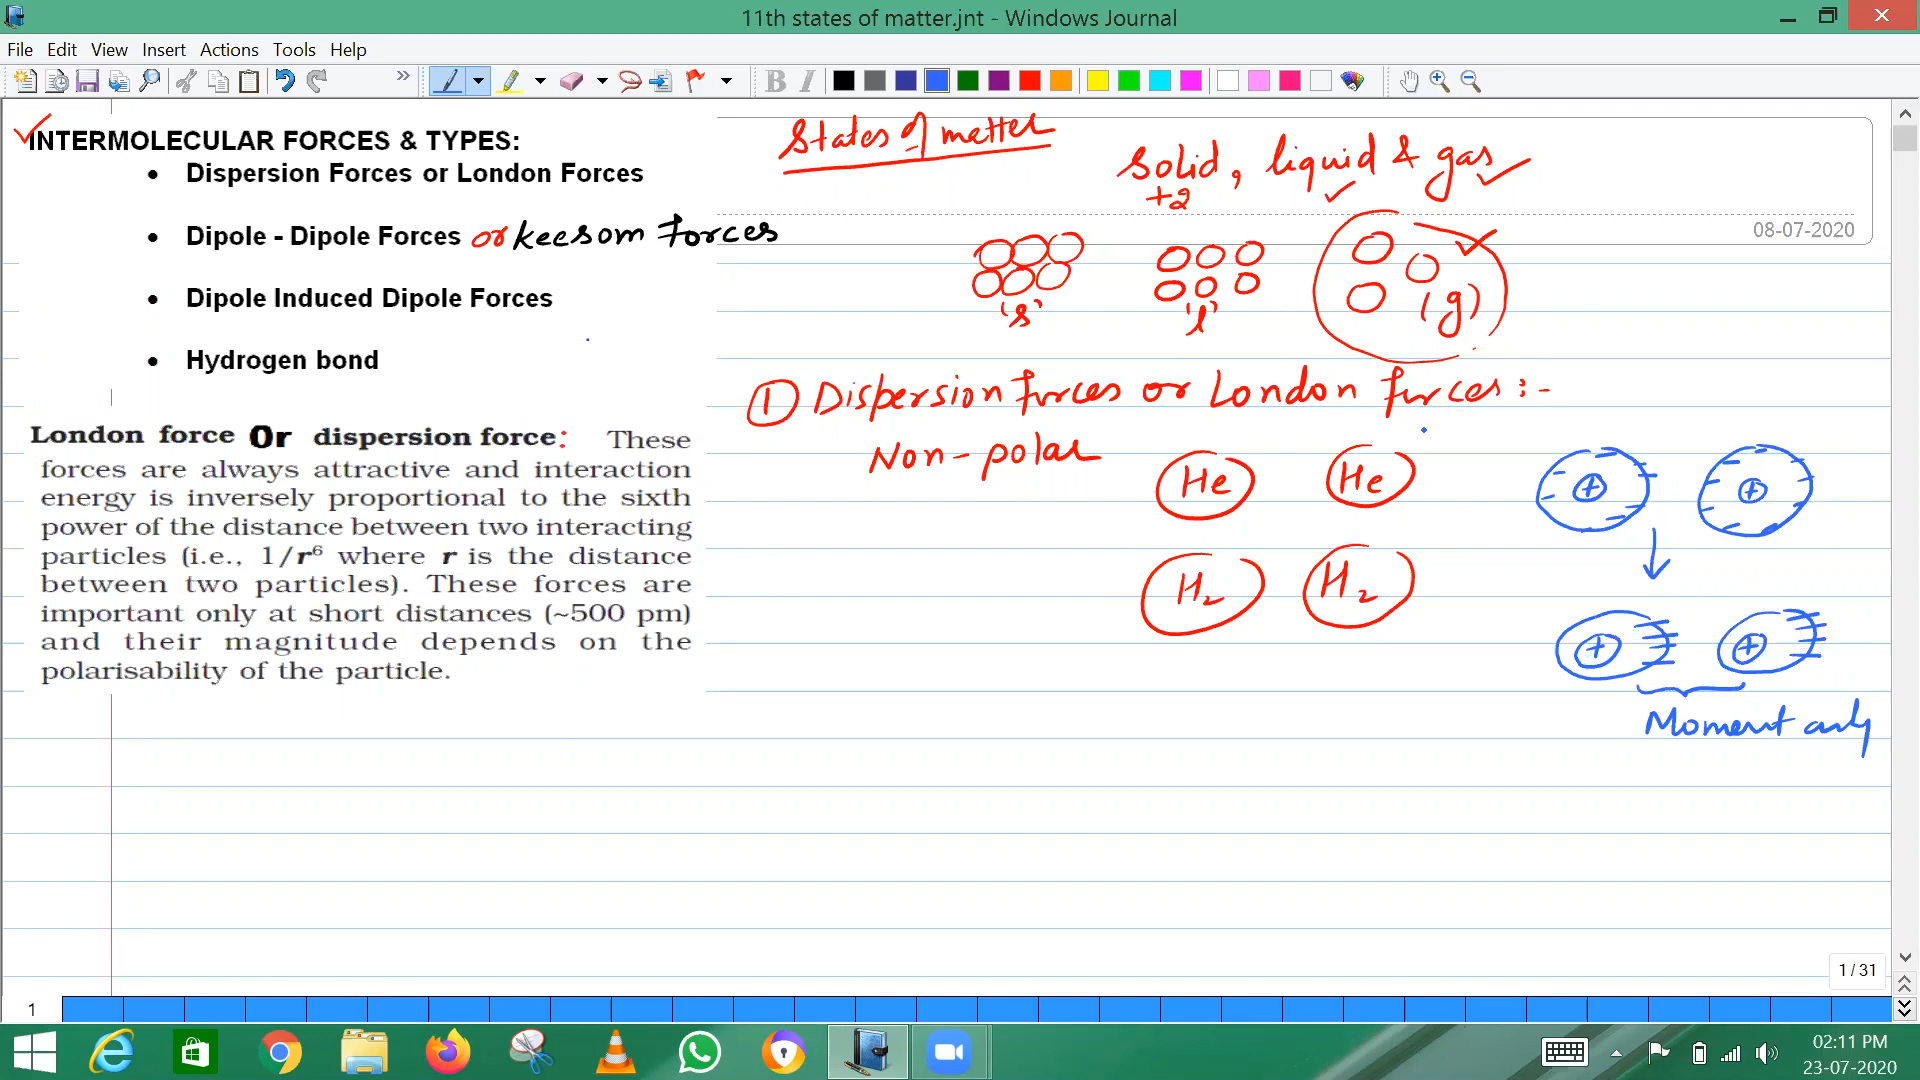 11th states of matter.jnt - Windows Journal
File Edit View Insert Actions Tools Help
INTERMOLECULAR FORCES & TYPES:
• Dispersion Forces or London Forces
• Dipole - Dipole Forces or keesom forces
• Dipole Induced Dipole Forces
• Hydrogen bond
London force Or dispersion force: These
forces are always attractive and interaction
energy is inversely proportional to the sixth
power of the distance between two interacting
particles (i.e., 1/r⁶ where r is the distance
between two particles). These forces are
important only at short distances (~500 pm)
and their magnitude depends on the
polarisability of the particle.
States of matter
Solid, liquid & gas
+2
08-07-2020
's' 'l' (g)
① Dispersion forces or London forces :-
Non-polar
He He
H₂ H₂
+ +
+ +
Moment only
1 / 31
1
02:11 PM
23-07-2020